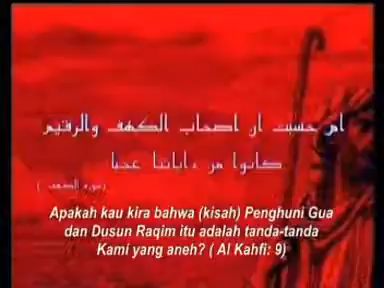 ام حسبت ان اصحاب الكهف والرقيم
كانوا من ءاياتنا عجبا
( سورة الكهف )
Apakah kau kira bahwa (kisah) Penghuni Gua
dan Dusun Raqim itu adalah tanda-tanda
Kami yang aneh? ( Al Kahfi: 9)